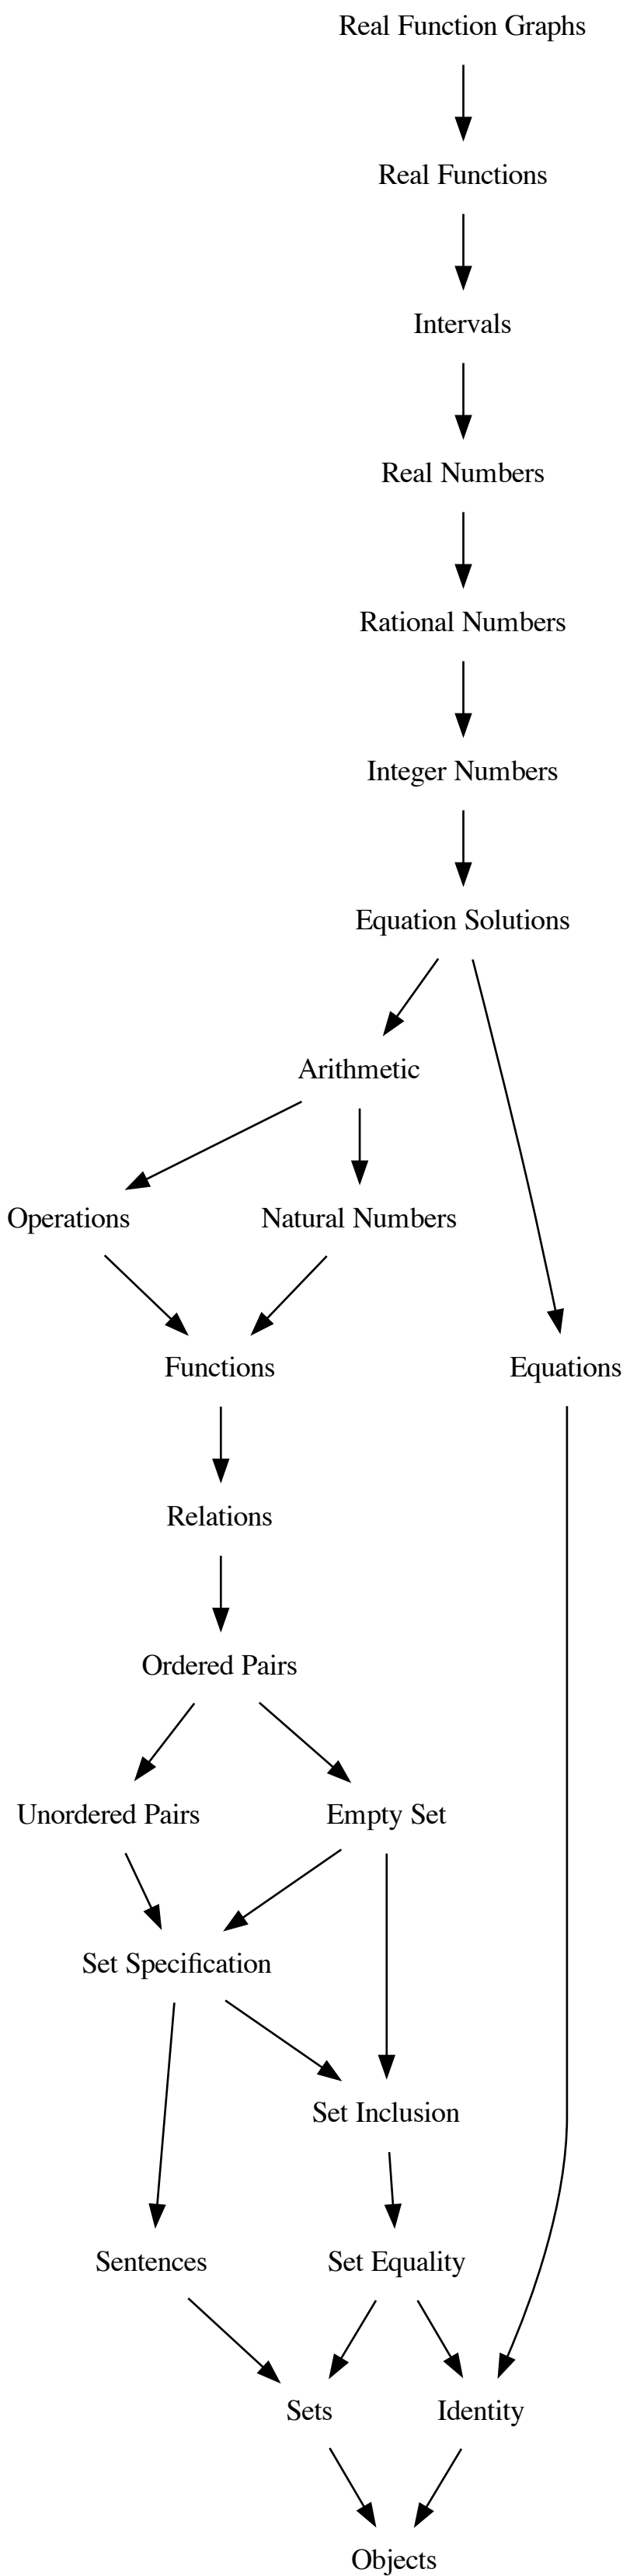 Real Function Graphs
Real Functions
Intervals
Real Numbers
Rational Numbers
Integer Numbers
Equation Solutions
Arithmetic
Operations
Natural Numbers
Functions
Equations
Relations
Ordered Pairs
Unordered Pairs
Empty Set
Set Specification
Set Inclusion
Sentences
Set Equality
Sets
Identity
Objects